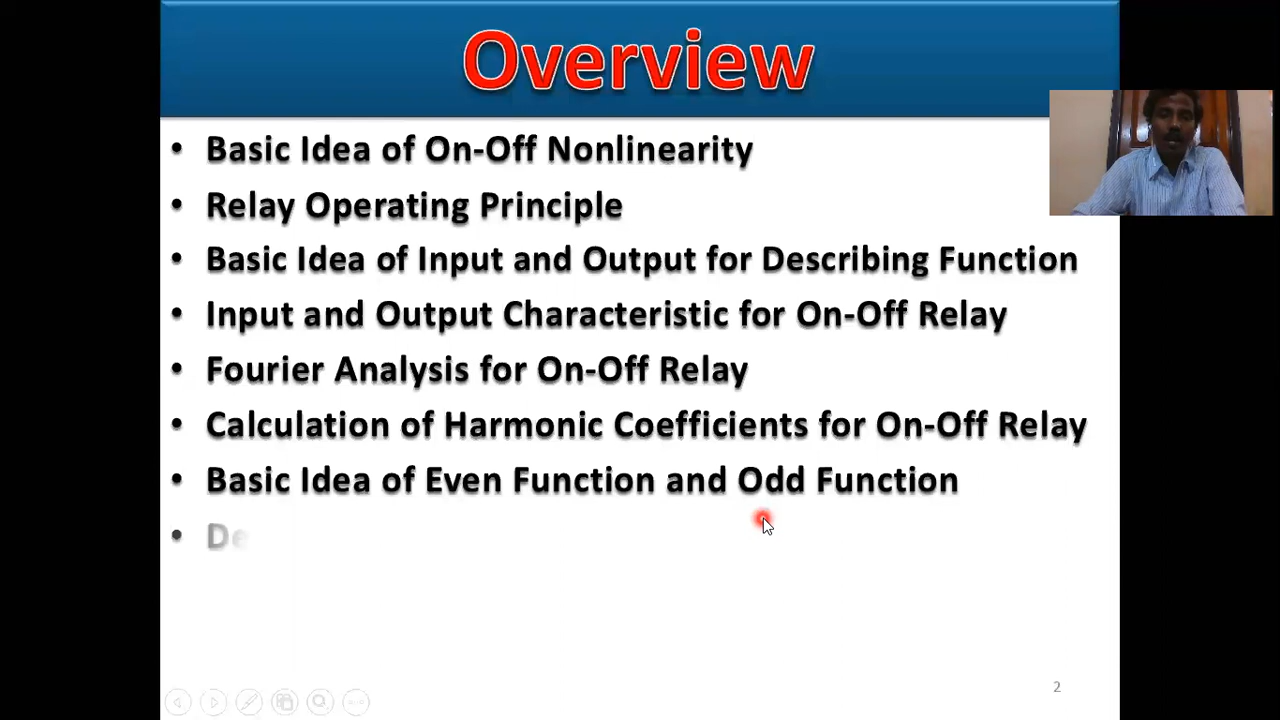 Overview
• Basic Idea of On-Off Nonlinearity
• Relay Operating Principle
• Basic Idea of Input and Output for Describing Function
• Input and Output Characteristic for On-Off Relay
• Fourier Analysis for On-Off Relay
• Calculation of Harmonic Coefficients for On-Off Relay
• Basic Idea of Even Function and Odd Function
• De
2